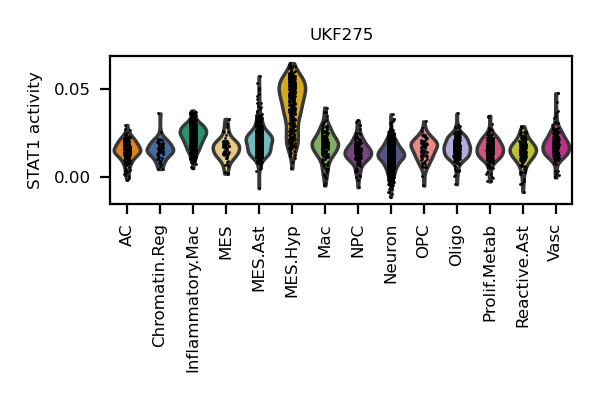 UKF275
STAT1 activity
0.05
0.00
AC
Chromatin.Reg
Inflammatory.Mac
MES
MES.Ast
MES.Hyp
Mac
NPC
Neuron
OPC
Oligo
Prolif.Metab
Reactive.Ast
Vasc